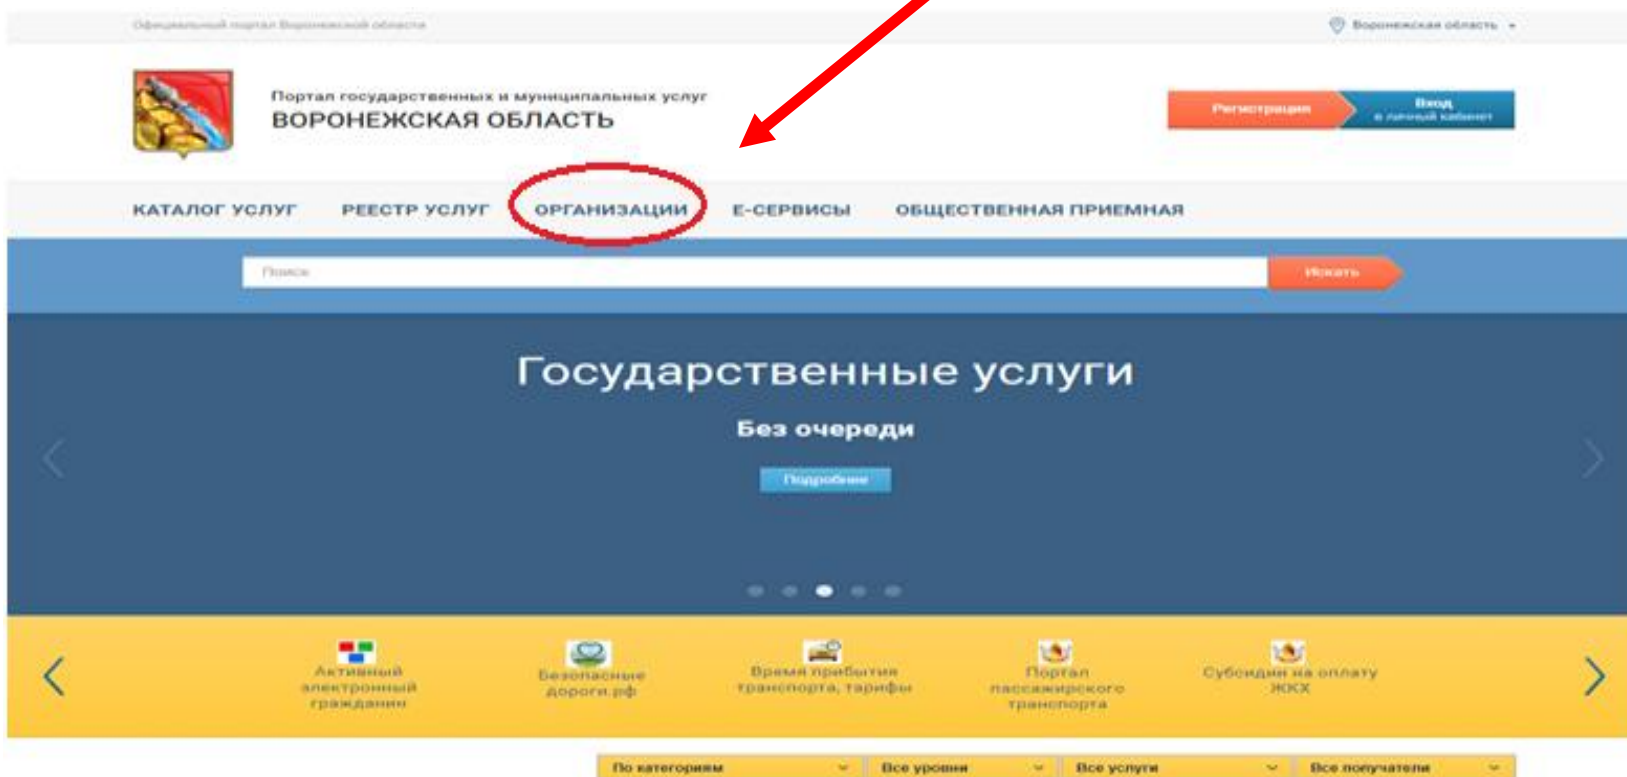 Официальный портал Воронежской области
Воронежская область
Портал государственных и муниципальных услуг
ВОРОНЕЖСКАЯ ОБЛАСТЬ
Регистрация
Вход
в личный кабинет
КАТАЛОГ УСЛУГ РЕЕСТР УСЛУГ ОРГАНИЗАЦИИ Е-СЕРВИСЫ ОБЩЕСТВЕННАЯ ПРИЕМНАЯ
Поиск
Искать
Государственные услуги
Без очереди
Подробнее
Активный
электронный
гражданин
Безопасные
дороги.рф
Время прибытия
транспорта, тарифы
Портал
пассажирского
транспорта
Субсидии на оплату
ЖКХ
По категориям Все уровни Все услуги Все получатели